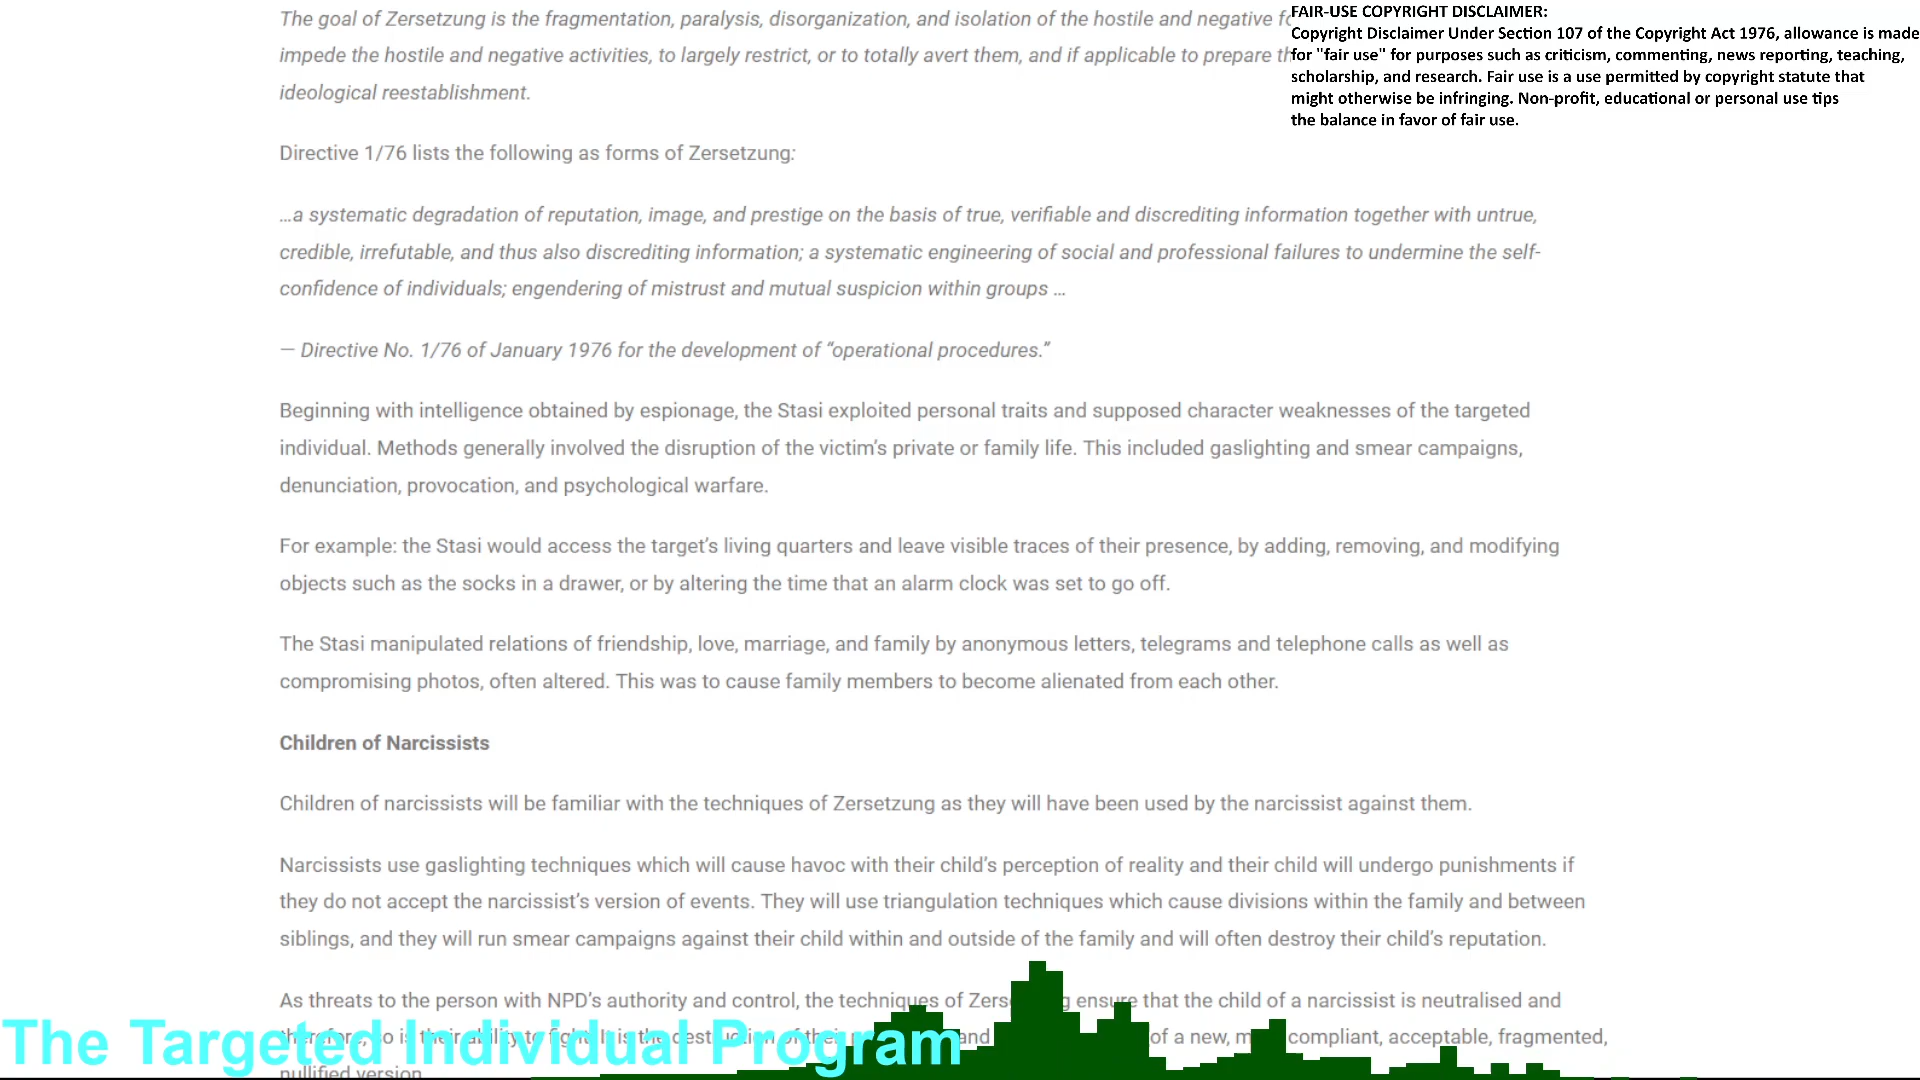 The goal of Zersetzung is the fragmentation, paralysis, disorganization, and isolation of the hostile and negative
impede the hostile and negative activities, to largely restrict, or to totally avert them, and if applicable to prepare
ideological reestablishment.
FAIR-USE COPYRIGHT DISCLAIMER:
Copyright Disclaimer Under Section 107 of the Copyright Act 1976, allowance is made
for "fair use" for purposes such as criticism, commenting, news reporting, teaching,
scholarship, and research. Fair use is a use permitted by copyright statute that
might otherwise be infringing. Non-profit, educational or personal use tips
the balance in favor of fair use.
Directive 1/76 lists the following as forms of Zersetzung:
…a systematic degradation of reputation, image, and prestige on the basis of true, verifiable and discrediting information together with untrue,
credible, irrefutable, and thus also discrediting information; a systematic engineering of social and professional failures to undermine the self-
confidence of individuals; engendering of mistrust and mutual suspicion within groups …
— Directive No. 1/76 of January 1976 for the development of “operational procedures.”
Beginning with intelligence obtained by espionage, the Stasi exploited personal traits and supposed character weaknesses of the targeted
individual. Methods generally involved the disruption of the victim’s private or family life. This included gaslighting and smear campaigns,
denunciation, provocation, and psychological warfare.
For example: the Stasi would access the target’s living quarters and leave visible traces of their presence, by adding, removing, and modifying
objects such as the socks in a drawer, or by altering the time that an alarm clock was set to go off.
The Stasi manipulated relations of friendship, love, marriage, and family by anonymous letters, telegrams and telephone calls as well as
compromising photos, often altered. This was to cause family members to become alienated from each other.
Children of Narcissists
Children of narcissists will be familiar with the techniques of Zersetzung as they will have been used by the narcissist against them.
Narcissists use gaslighting techniques which will cause havoc with their child’s perception of reality and their child will undergo punishments if
they do not accept the narcissist’s version of events. They will use triangulation techniques which cause divisions within the family and between
siblings, and they will run smear campaigns against their child within and outside of the family and will often destroy their child’s reputation.
As threats to the person with NPD’s authority and control, the techniques of ensure that the child of a narcissist is neutralised and
and of a new, compliant, acceptable, fragmented,
nullified version
The Targeted Individual Program